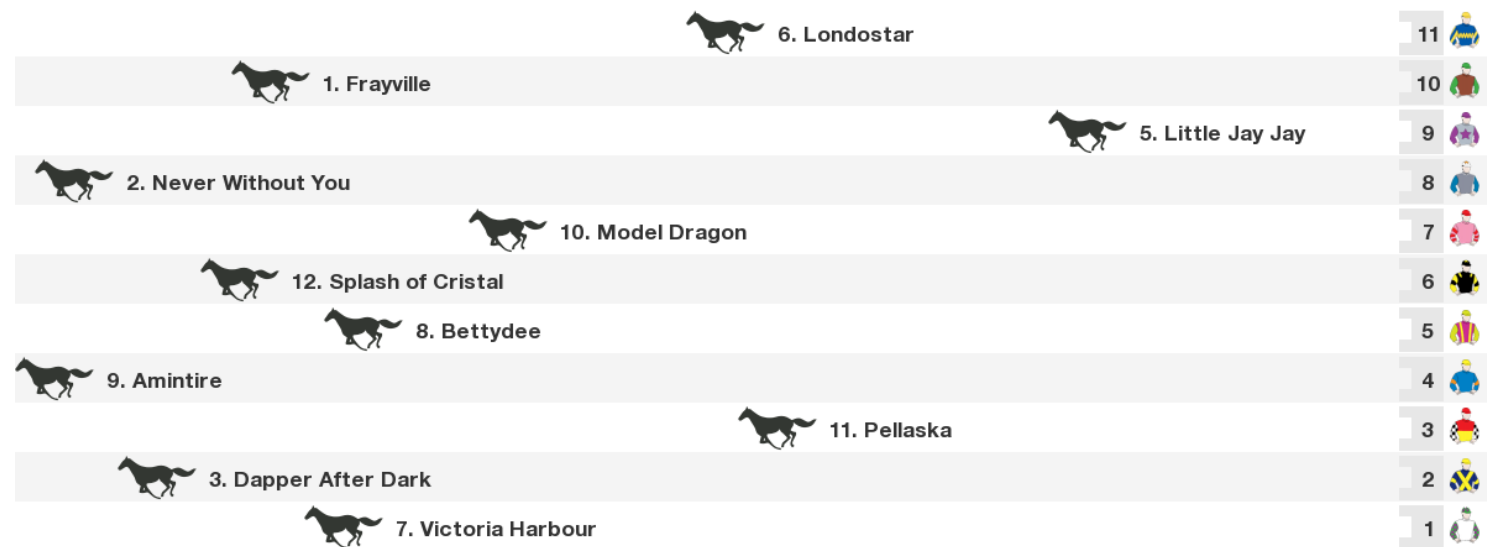 6. Londostar 11
1. Frayville 10
5. Little Jay Jay 9
2. Never Without You 8
10. Model Dragon 7
12. Splash of Cristal 6
8. Bettydee 5
9. Amintire 4
11. Pellaska 3
3. Dapper After Dark 2
7. Victoria Harbour 1